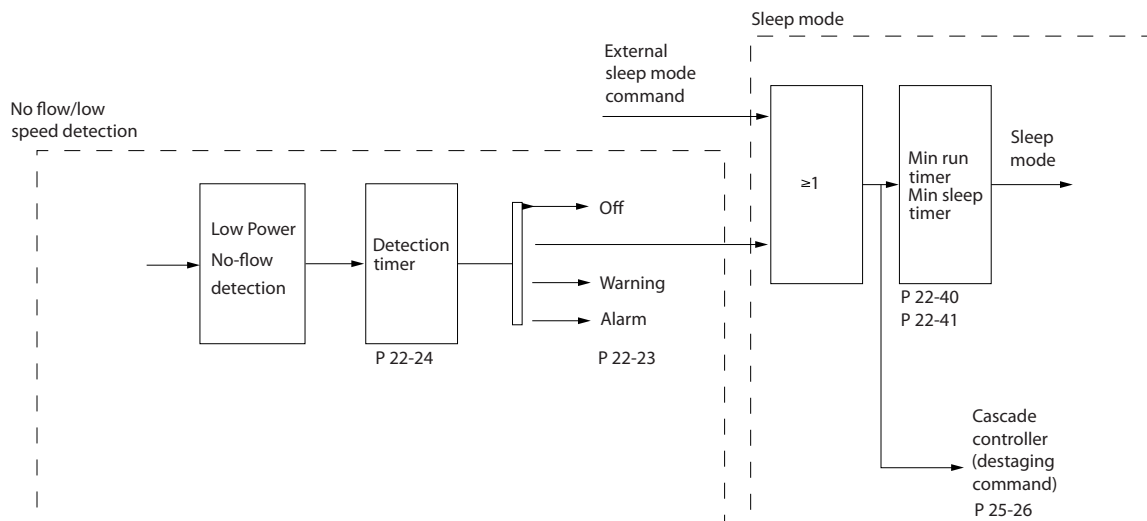 Sleep mode
External
sleep mode
command
No flow/low
speed detection
Low Power
No-flow
detection
Detection
timer
P 22-24
Off
Warning
Alarm
P 22-23
≥1
Min run
timer
Min sleep
timer
P 22-40
P 22-41
Sleep
mode
Cascade
controller
(destaging
command)
P 25-26